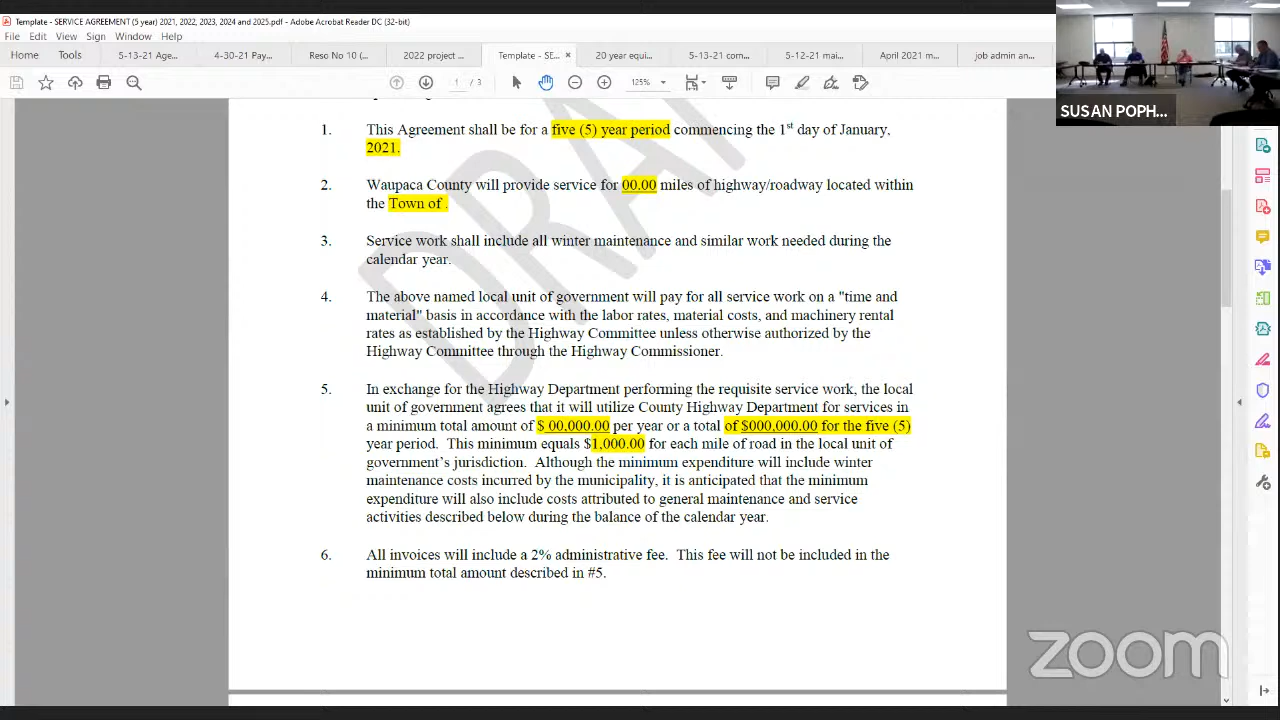 Template - SERVICE AGREEMENT (5 year) 2021, 2022, 2023, 2024 and 2025.pdf - Adobe Acrobat Reader DC (32-bit)
File Edit View Sign Window Help
Home Tools 5-13-21 Age... 4-30-21 Pay... Reso No 10 (... 2022 project ... Template - SE... × 20 year equi... 5-13-21 com... 5-12-21 mai... April 2021 m... job admin an...
1 / 3 125%
SUSAN POPH...
1. This Agreement shall be for a five (5) year period commencing the 1st day of January,
2021.
2. Waupaca County will provide service for 00.00 miles of highway/roadway located within
the Town of .
3. Service work shall include all winter maintenance and similar work needed during the
calendar year.
4. The above named local unit of government will pay for all service work on a "time and
material" basis in accordance with the labor rates, material costs, and machinery rental
rates as established by the Highway Committee unless otherwise authorized by the
Highway Committee through the Highway Commissioner.
5. In exchange for the Highway Department performing the requisite service work, the local
unit of government agrees that it will utilize County Highway Department for services in
a minimum total amount of $ 00,000.00 per year or a total of $000,000.00 for the five (5)
year period. This minimum equals $1,000.00 for each mile of road in the local unit of
government's jurisdiction. Although the minimum expenditure will include winter
maintenance costs incurred by the municipality, it is anticipated that the minimum
expenditure will also include costs attributed to general maintenance and service
activities described below during the balance of the calendar year.
6. All invoices will include a 2% administrative fee. This fee will not be included in the
minimum total amount described in #5.
DRA
zoom